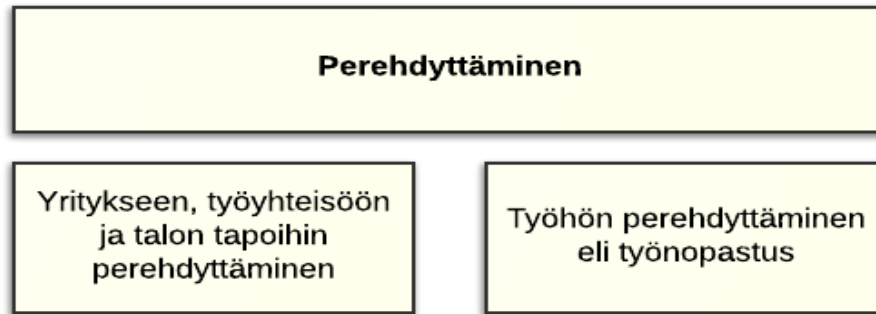 Perehdyttäminen
Yritykseen, työyhteisöön
ja talon tapoihin
perehdyttäminen
Työhön perehdyttäminen
eli työnopastus